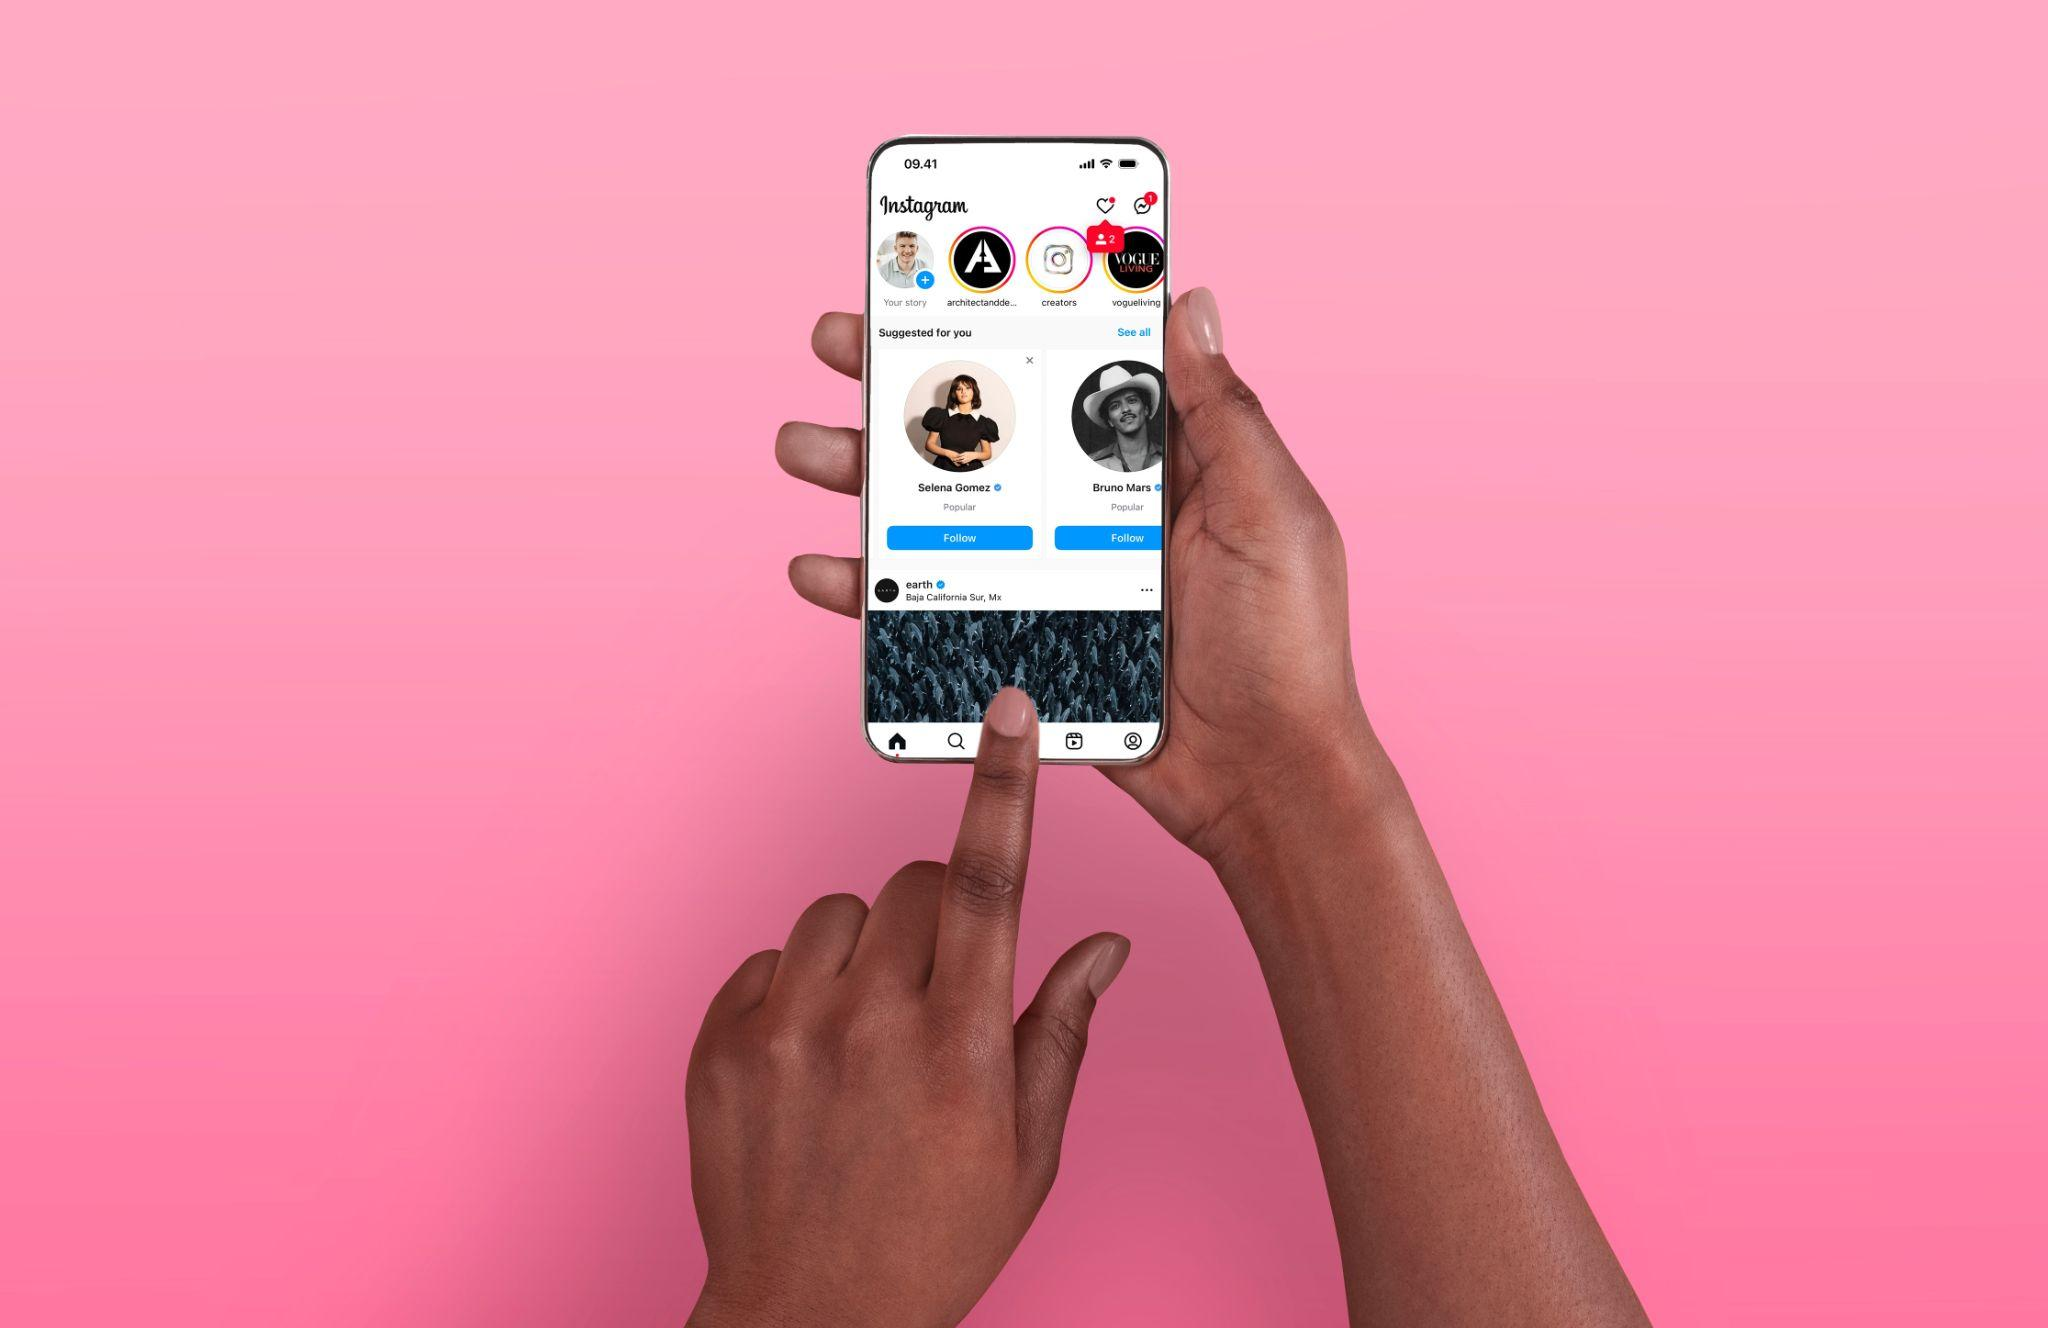 09.41
Instagram
1
2
VOGUE
LIVING
Your story
architectandde...
creators
vogueliving
Suggested for you
See all
Selena Gomez
Bruno Mars
Popular
Popular
Follow
Follow
earth
EARTH
Baja California Sur, Mx